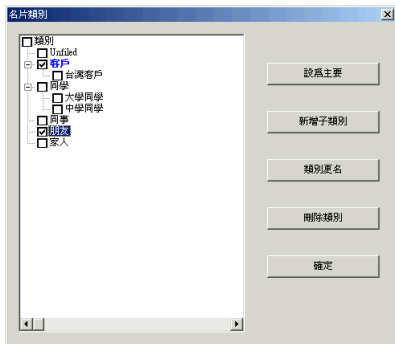 名片類別
類別
Unfiled
客戶
台灣客戶
同學
大學同學
中學同學
同事
朋友
家人
設為主要
新增子類別
類別更名
刪除類別
確定